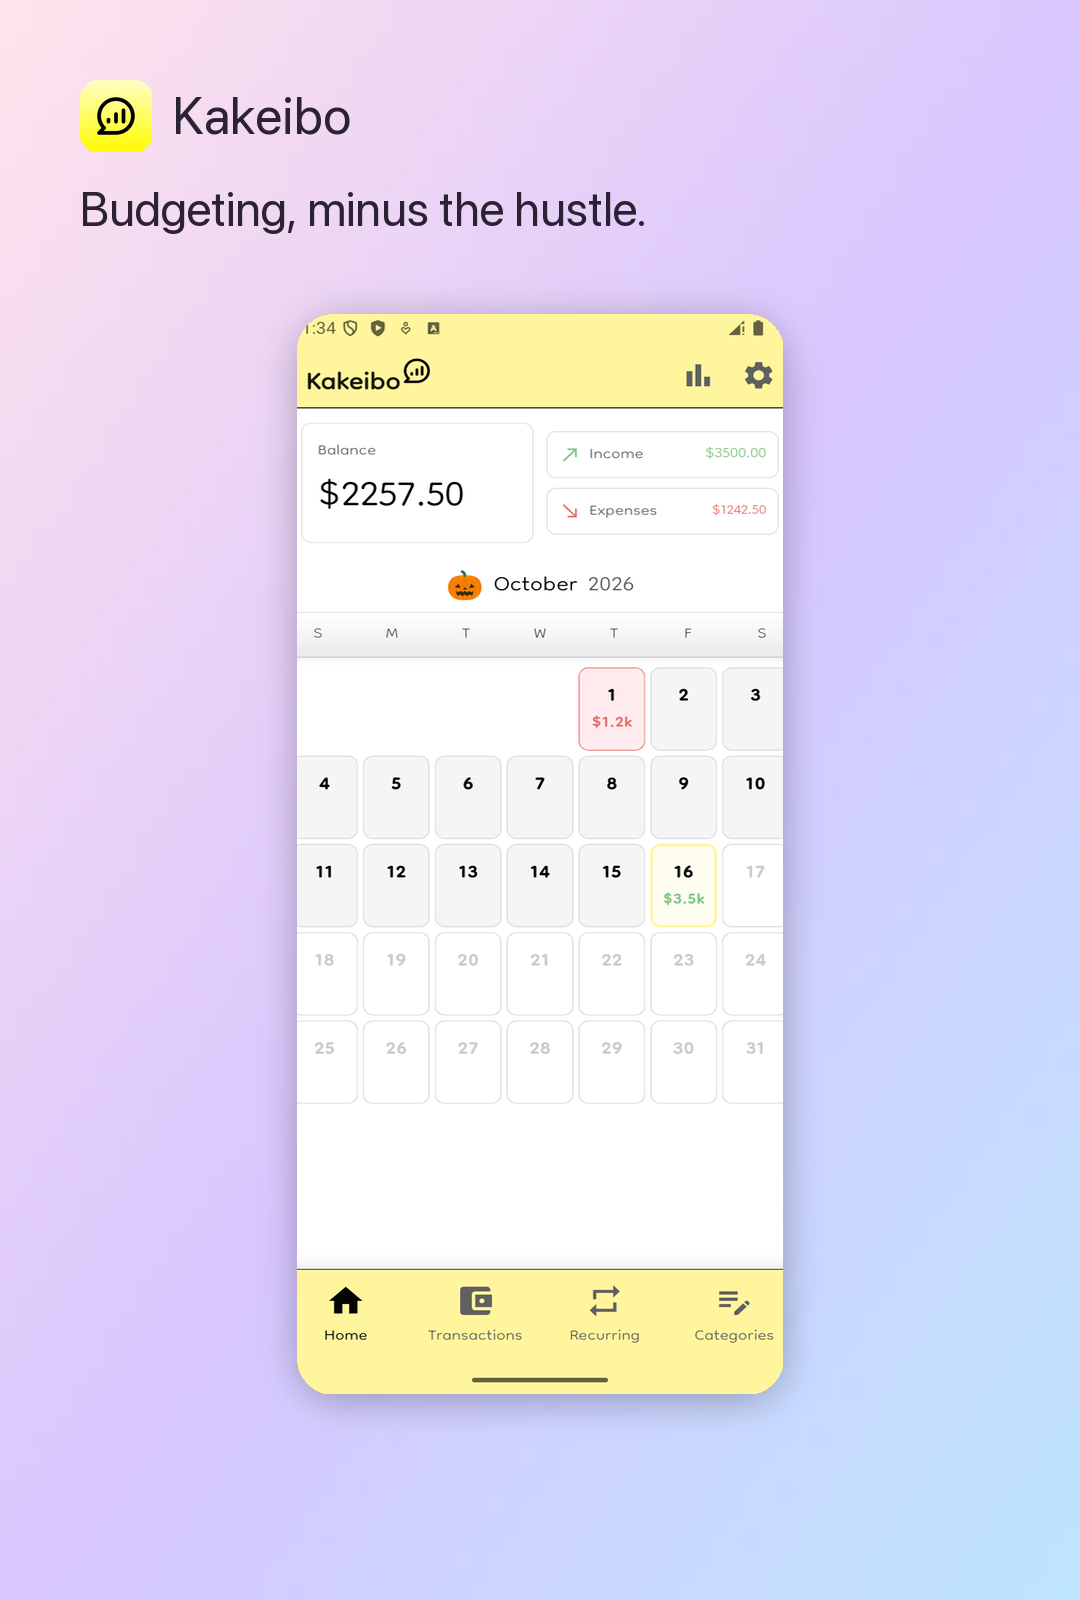 Kakeibo
Budgeting, minus the hustle.
1:34
Kakeibo
Balance
$2257.50
Income $3500.00
Expenses $1242.50
October 2026
S M T W T F S
1 2 3
$1.2k
4 5 6 7 8 9 10
11 12 13 14 15 16 17
$3.5k
18 19 20 21 22 23 24
25 26 27 28 29 30 31
Home Transactions Recurring Categories